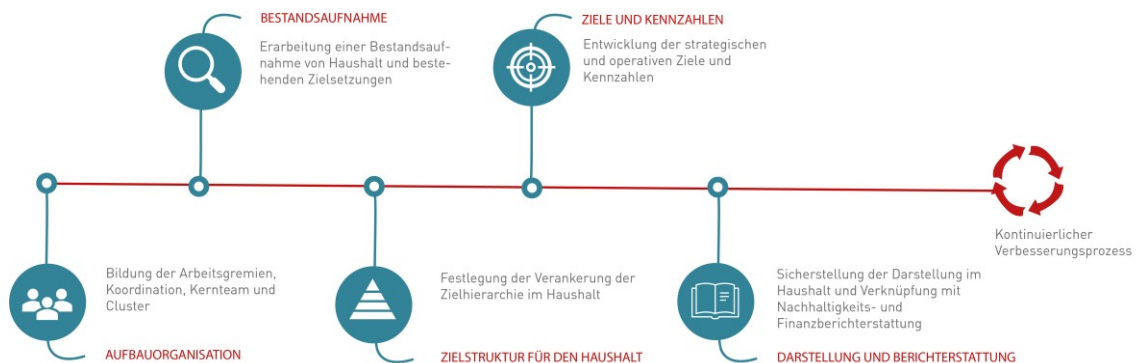 BESTANDSAUFNAHME
Erarbeitung einer Bestandsauf-
nahme von Haushalt und beste-
henden Zielsetzungen
ZIELE UND KENNZAHLEN
Entwicklung der strategischen
und operativen Ziele und
Kennzahlen
Kontinuierlicher
Verbesserungsprozess
Bildung der Arbeitsgremien,
Koordination, Kernteam und
Cluster
AUFBAUORGANISATION
Festlegung der Verankerung der
Zielhierarchie im Haushalt
ZIELSTRUKTUR FÜR DEN HAUSHALT
Sicherstellung der Darstellung im
Haushalt und Verknüpfung mit
Nachhaltigkeits- und
Finanzberichterstattung
DARSTELLUNG UND BERICHTERSTATTUNG